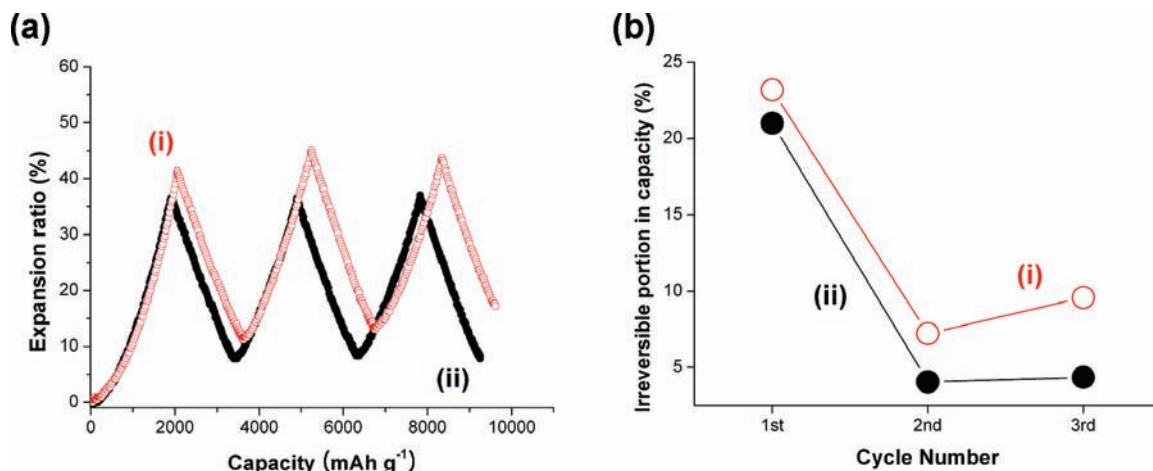 (a)
Expansion ratio (%)
60
50
40
30
20
10
0
(i)
(ii)
0 2000 4000 6000 8000 10000
Capacity (mAh g⁻¹)
(b)
Irreversible portion in capacity (%)
25
20
15
10
5
(ii)
(i)
1st 2nd 3rd
Cycle Number